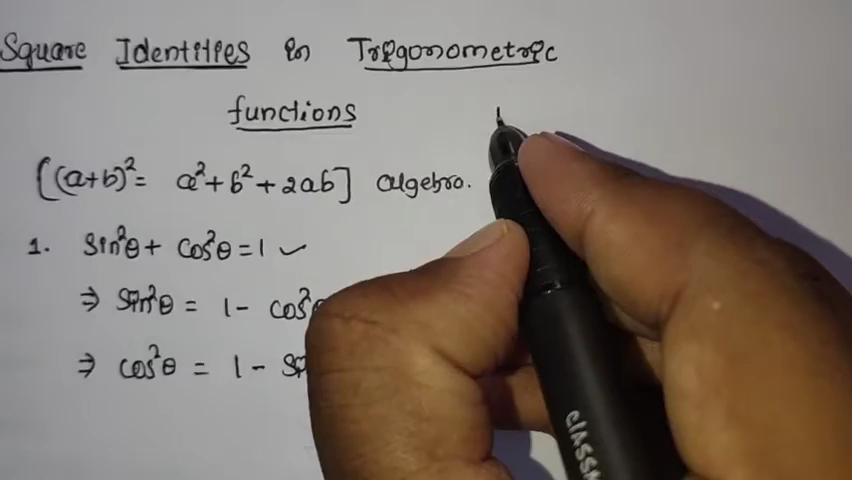 Square Identities in Trigonometric
functions
[(a+b)² = a² + b² + 2ab] algebra.
1. sin²θ + cos²θ = 1 ✓
⇒ sin²θ = 1 - cos²
⇒ cos²θ = 1 -
CLASSM